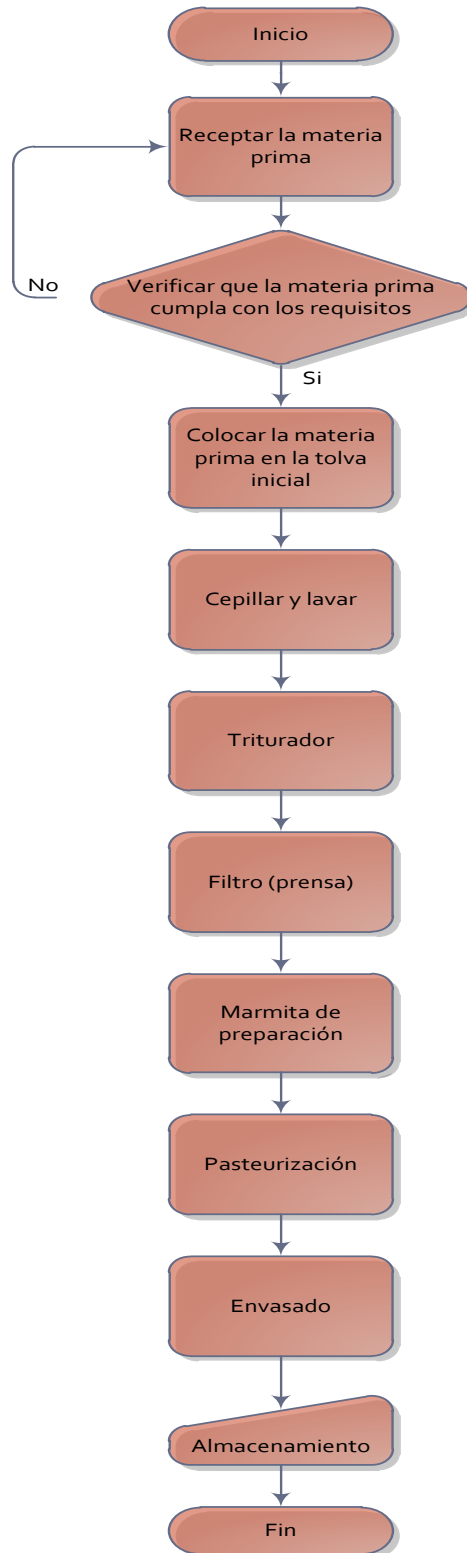 Inicio
Receptar la materia
prima
No
Verificar que la materia prima
cumpla con los requisitos
Si
Colocar la materia
prima en la tolva
inicial
Cepillar y lavar
Triturador
Filtro (prensa)
Marmita de
preparación
Pasteurización
Envasado
Almacenamiento
Fin